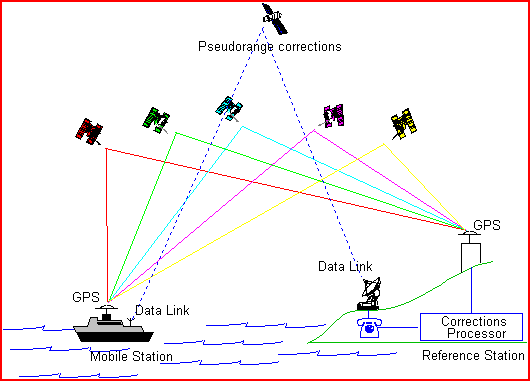 Pseudorange corrections
GPS
Data Link
GPS
Data Link
Corrections
Processor
Mobile Station
Reference Station